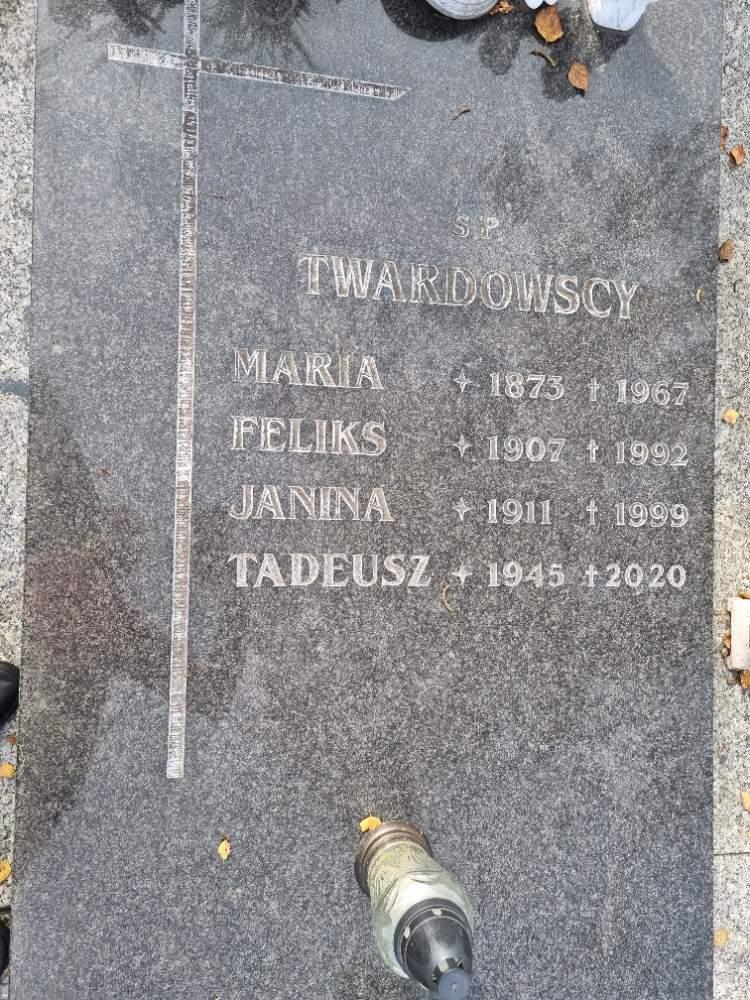 S P
TWARDOWSCY
MARIA ✦ 1873 † 1967
FELIKS ✦ 1907 † 1992
JANINA ✦ 1911 † 1999
TADEUSZ ✦ 1945 † 2020